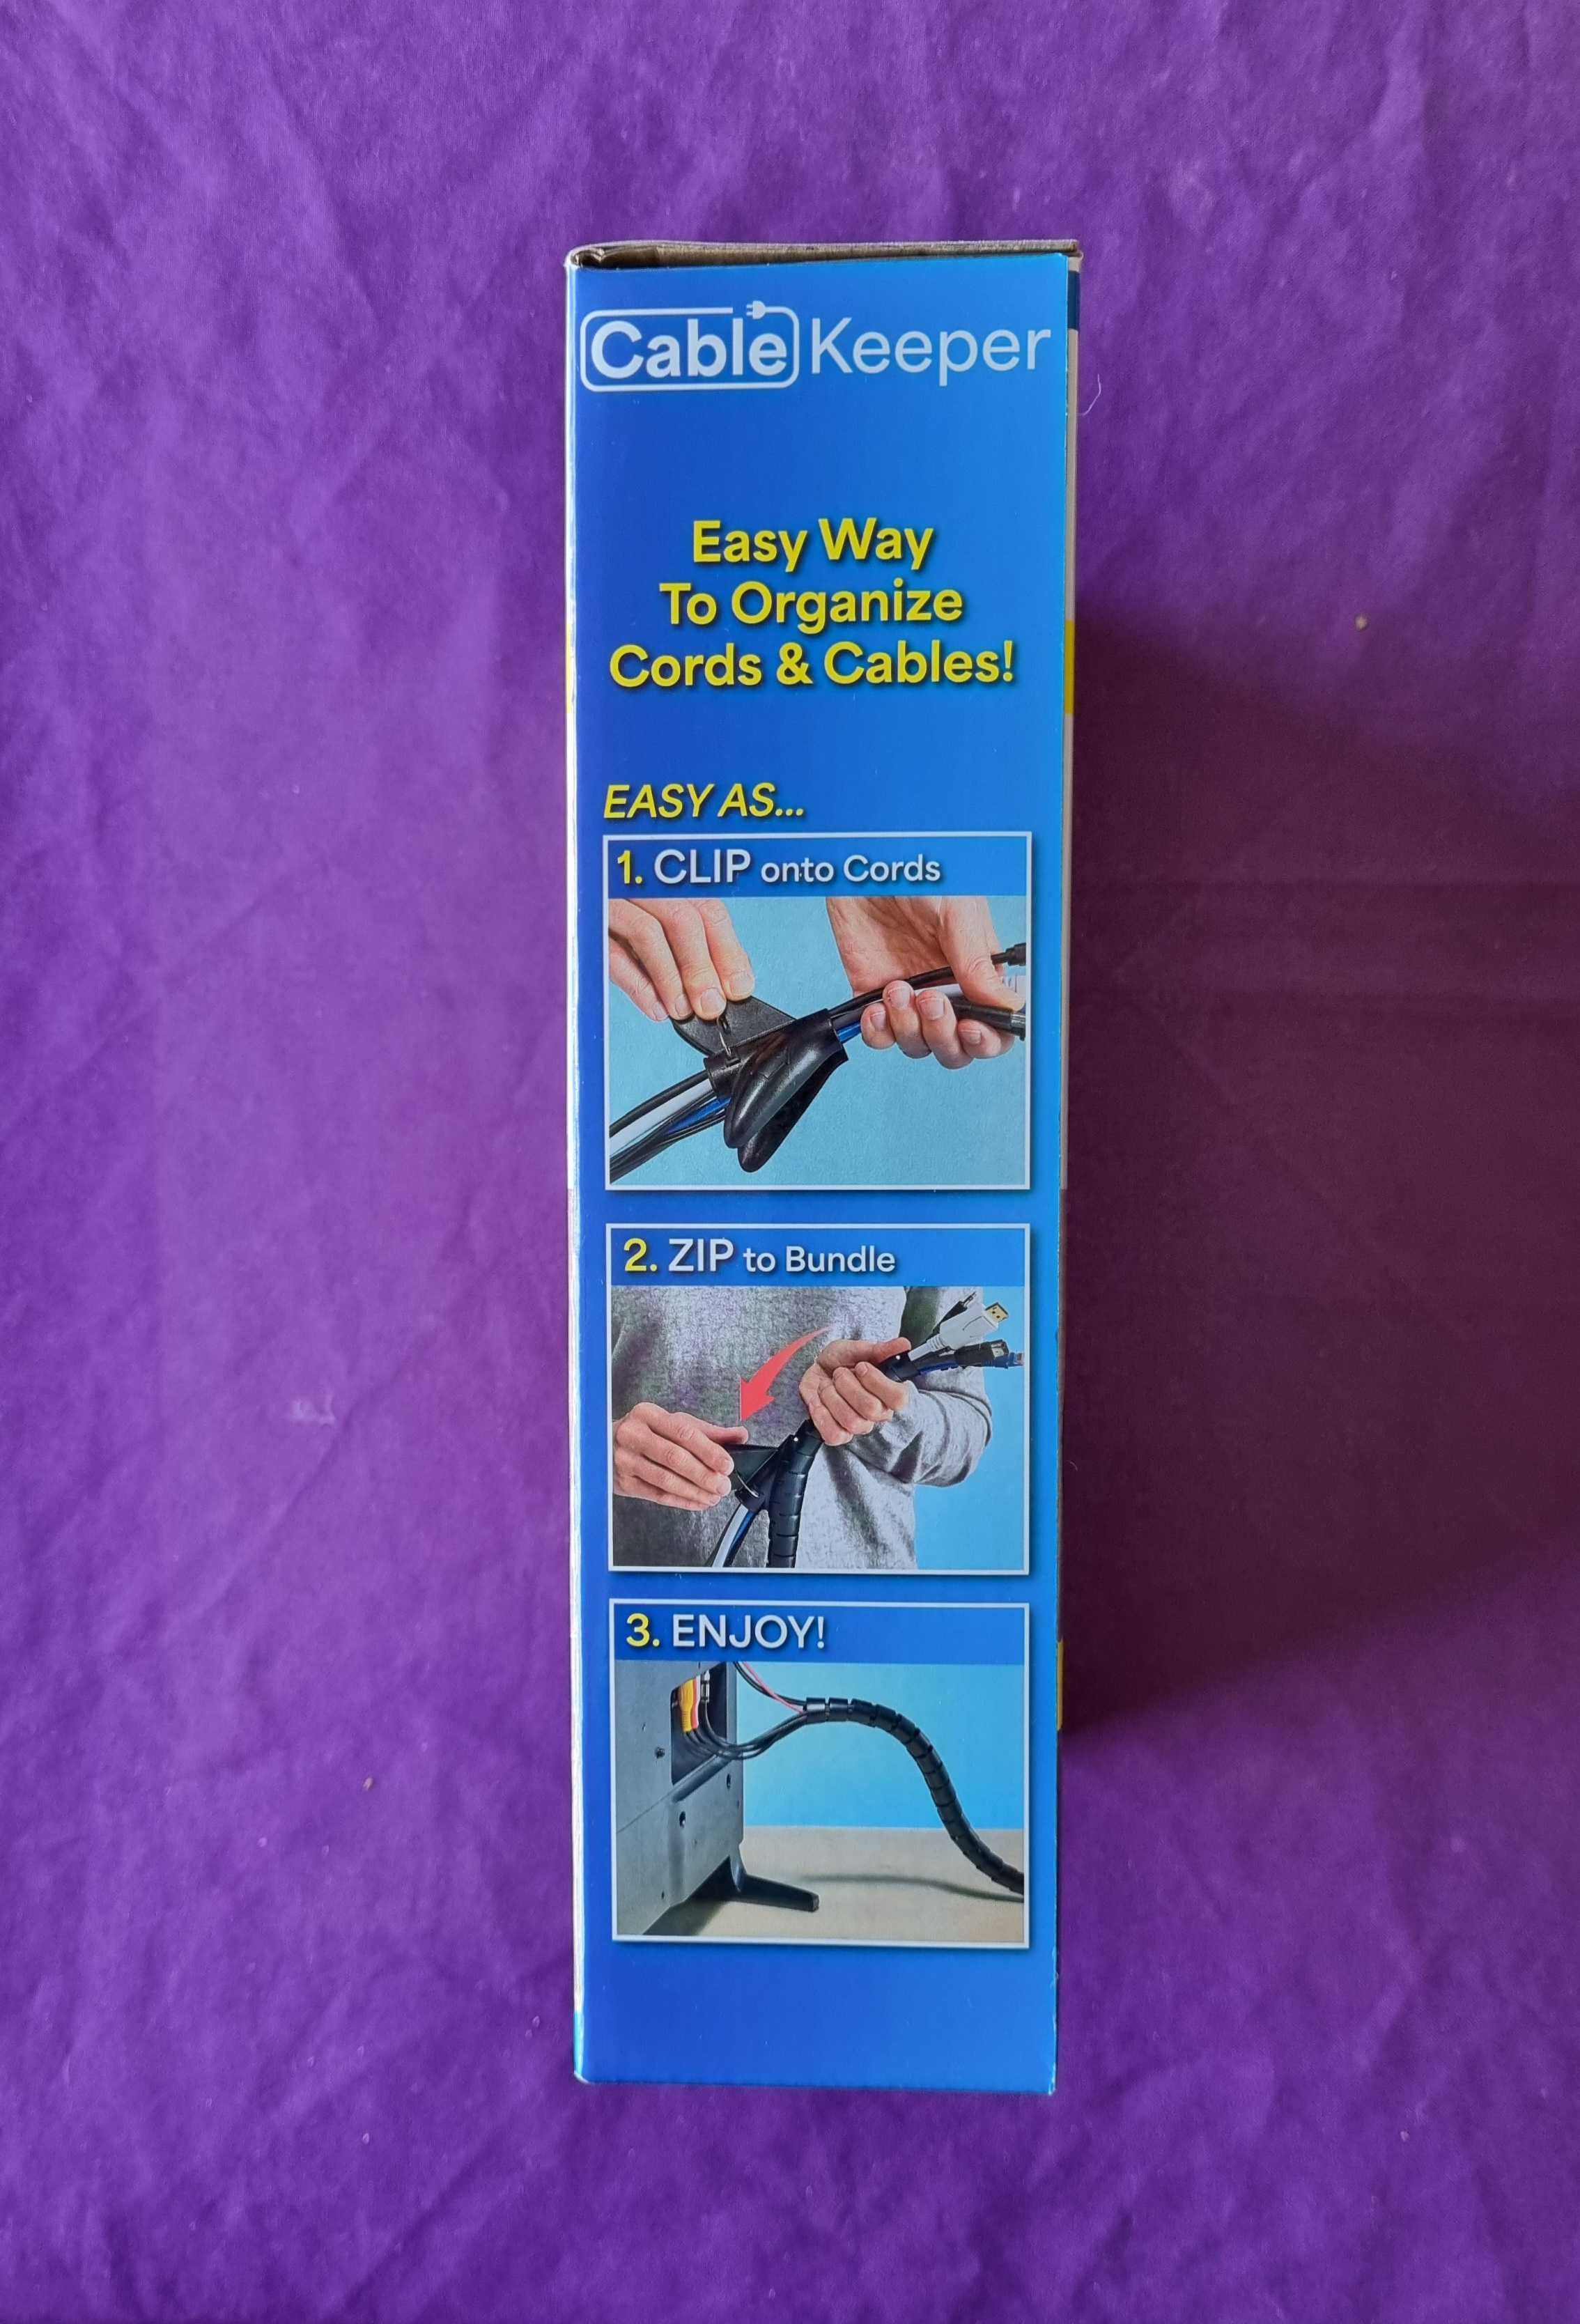 Cable Keeper
Easy Way
To Organize
Cords & Cables!
EASY AS...
1. CLIP onto Cords
2. ZIP to Bundle
3. ENJOY!